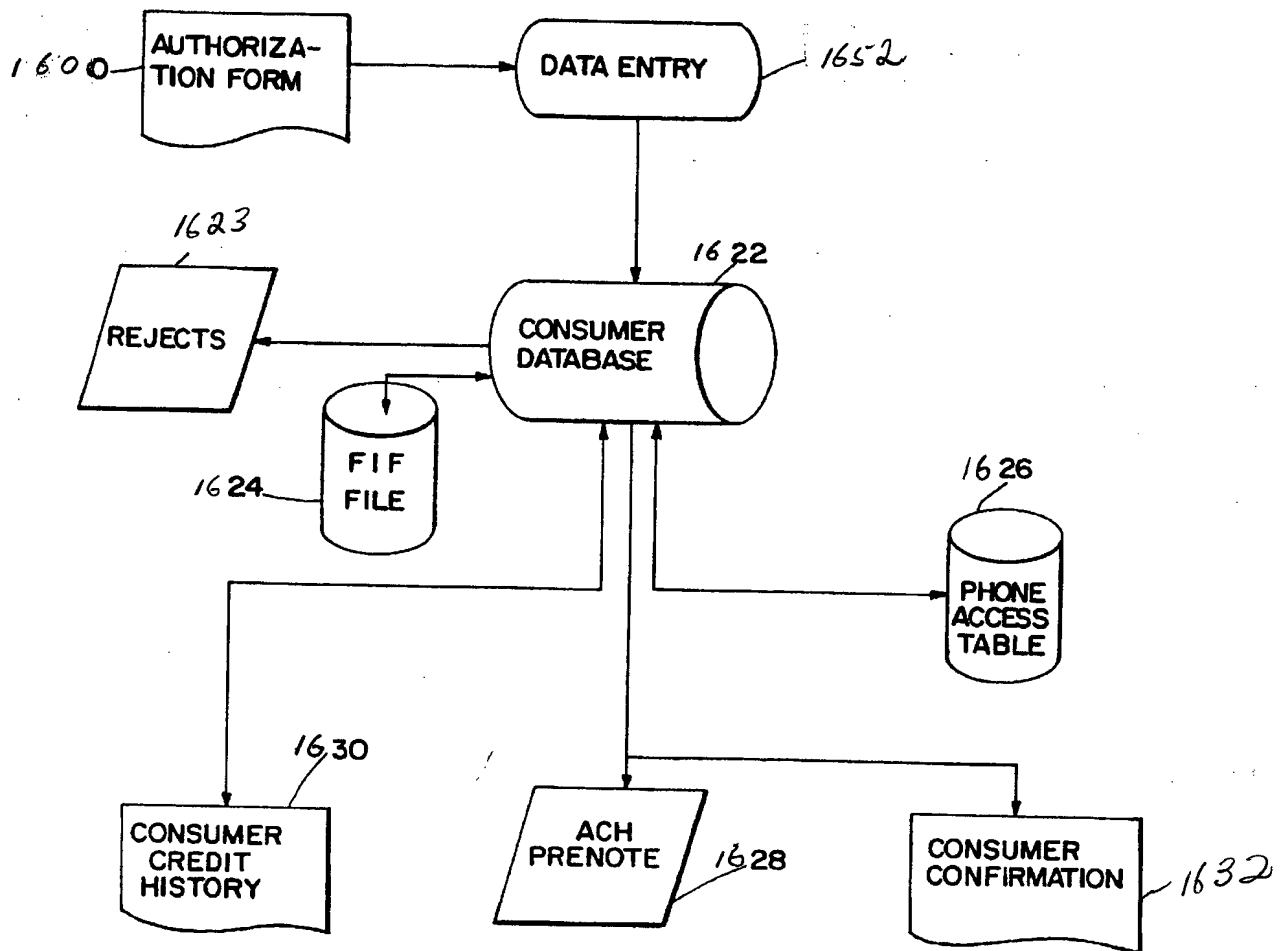 1600
AUTHORIZA-
TION FORM
DATA ENTRY
1652
1623
REJECTS
1622
CONSUMER
DATABASE
FIF
FILE
1624
1626
PHONE
ACCESS
TABLE
1630
CONSUMER
CREDIT
HISTORY
ACH
PRENOTE
1628
CONSUMER
CONFIRMATION
1632